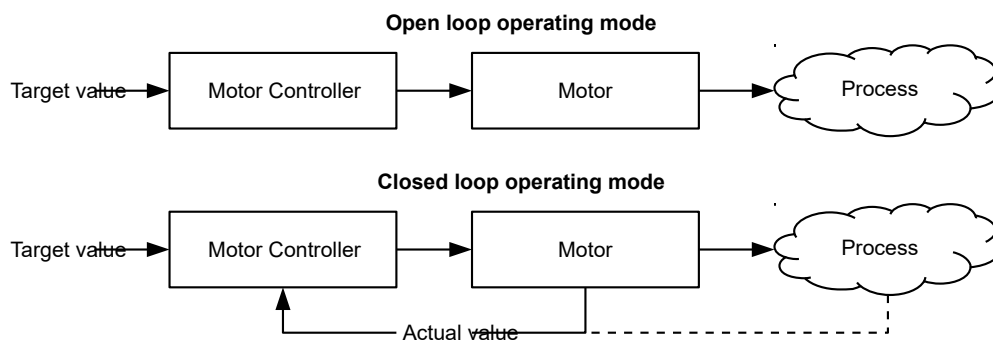 Open loop operating mode
Target value
Motor Controller
Motor
Process
Closed loop operating mode
Target value
Motor Controller
Motor
Process
Actual value